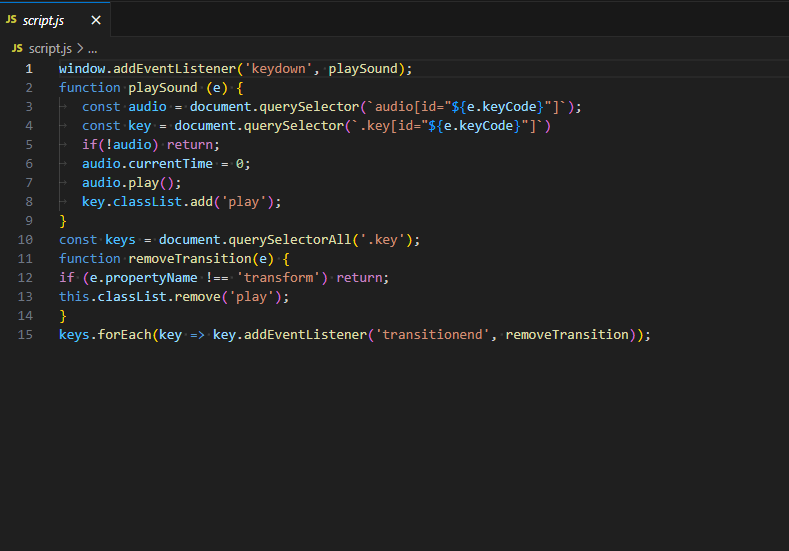 JS script.js ×
JS script.js > ...
1 window.addEventListener('keydown', playSound);
2 function playSound (e) {
3 const audio = document.querySelector(`audio[id="${e.keyCode}"]`);
4 const key = document.querySelector(`.key[id="${e.keyCode}"]`)
5 if(!audio) return;
6 audio.currentTime = 0;
7 audio.play();
8 key.classList.add('play');
9 }
10 const keys = document.querySelectorAll('.key');
11 function removeTransition(e) {
12 if (e.propertyName !== 'transform') return;
13 this.classList.remove('play');
14 }
15 keys.forEach(key => key.addEventListener('transitionend', removeTransition));